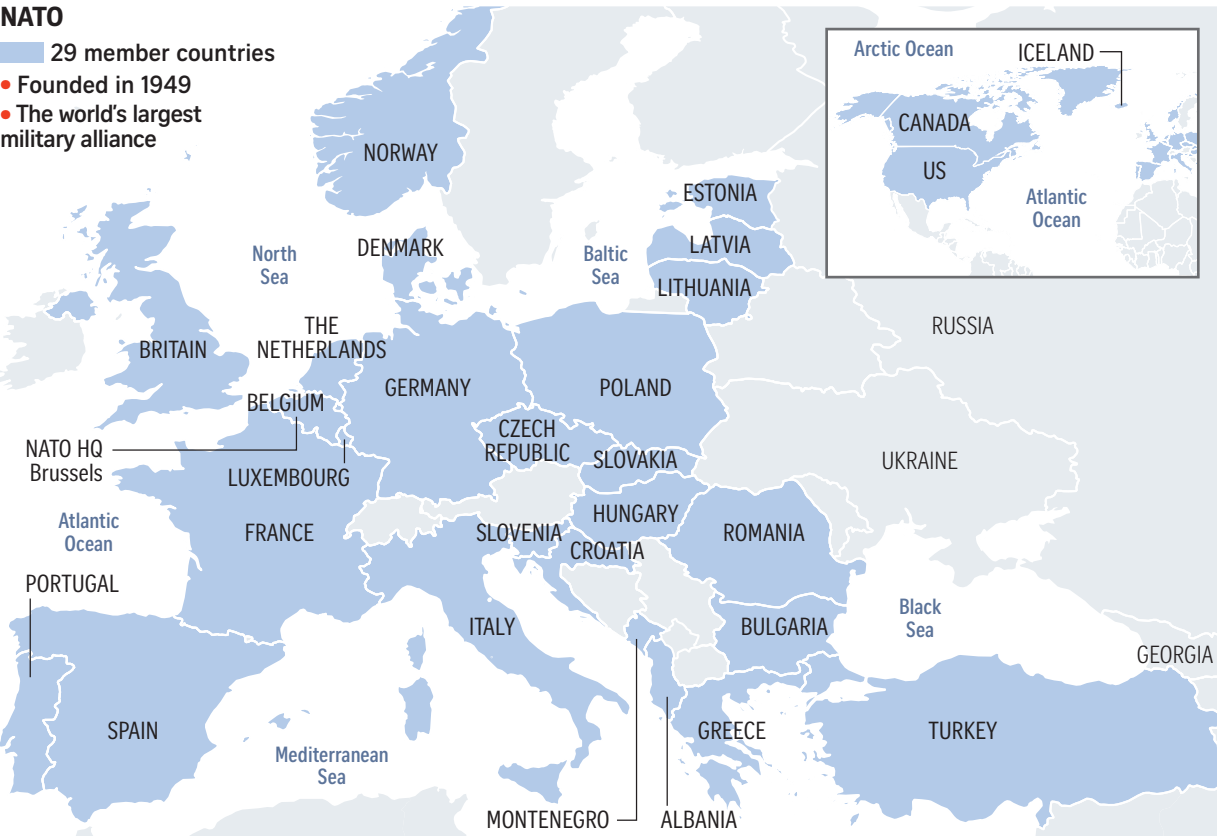 NATO
29 member countries
• Founded in 1949
• The world's largest
military alliance
Arctic Ocean
ICELAND
CANADA
US
Atlantic
Ocean
NORWAY
ESTONIA
LATVIA
LITHUANIA
DENMARK
North
Sea
Baltic
Sea
RUSSIA
THE
NETHERLANDS
BRITAIN
GERMANY
POLAND
BELGIUM
CZECH
REPUBLIC
NATO HQ
Brussels
SLOVAKIA
UKRAINE
LUXEMBOURG
Atlantic
Ocean
FRANCE
SLOVENIA
HUNGARY
CROATIA
ROMANIA
PORTUGAL
ITALY
BULGARIA
Black
Sea
GEORGIA
SPAIN
GREECE
TURKEY
Mediterranean
Sea
MONTENEGRO
ALBANIA